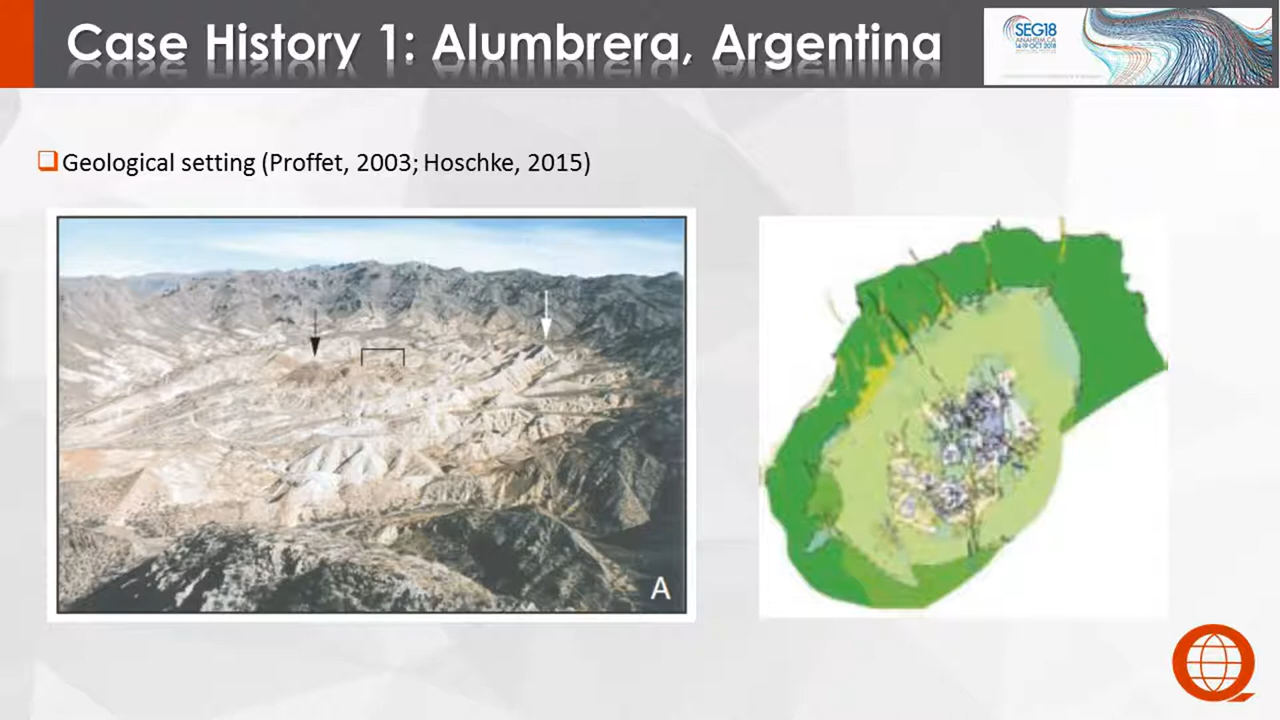 Case History 1: Alumbrera, Argentina
SEG18
ANAHEIM, CA
14-19 OCT 2018
Geological setting (Proffet, 2003; Hoschke, 2015)
A